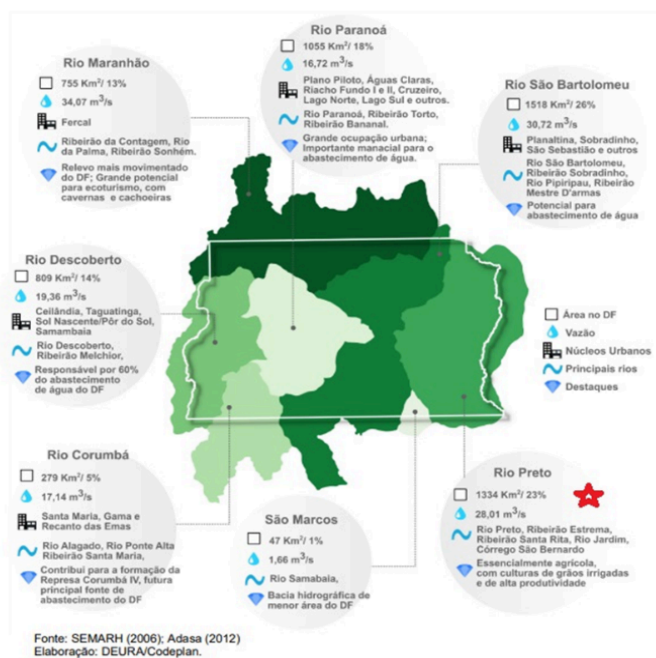 Rio Maranhão
755 Km²/ 13%
34,07 m³/s
Fercal
Ribeirão da Contagem, Rio
da Palma, Ribeirão Sonhém.
Relevo mais movimentado
do DF; Grande potencial
para ecoturismo, com
cavernas e cachoeiras
Rio Paranoá
1055 Km²/ 18%
16,72 m³/s
Plano Piloto, Águas Claras,
Riacho Fundo I e II, Cruzeiro,
Lago Norte, Lago Sul e outros.
Rio Paranoá, Ribeirão Torto,
Ribeirão Bananal.
Grande ocupação urbana;
Importante manacial para o
abastecimento de água.
Rio São Bartolomeu
1518 Km²/ 26%
30,72 m³/s
Planaltina, Sobradinho,
São Sebastião e outros
Rio São Bartolomeu,
Ribeirão Sobradinho,
Rio Pipiripau, Ribeirão
Mestre D'armas
Potencial para
abastecimento de água
Rio Descoberto
809 Km²/ 14%
19,36 m³/s
Ceilândia, Taguatinga,
Sol Nascente/Pôr do Sol,
Samambaia
Rio Descoberto,
Ribeirão Melchior,
Responsável por 60%
do abastecimento
de água do DF
Área no DF
Vazão
Núcleos Urbanos
Principais rios
Destaques
Rio Corumbá
279 Km²/ 5%
17,14 m³/s
Santa Maria, Gama e
Recanto das Emas
Rio Alagado, Rio Ponte Alta
Ribeirão Santa Maria,
Contribui para a formação da
Represa Corumbá IV, futura
principal fonte de
abastecimento do DF
São Marcos
47 Km²/ 1%
1,66 m³/s
Rio Samabaia,
Bacia hidrográfica de
menor área do DF
Rio Preto
1334 Km²/ 23%
28,01 m³/s
Rio Preto, Ribeirão Estrema,
Ribeirão Santa Rita, Rio Jardim,
Córrego São Bernardo
Essencialmente agrícola,
com culturas de grãos irrigadas
e de alta produtividade
Fonte: SEMARH (2006); Adasa (2012)
Elaboração: DEURA/Codeplan.